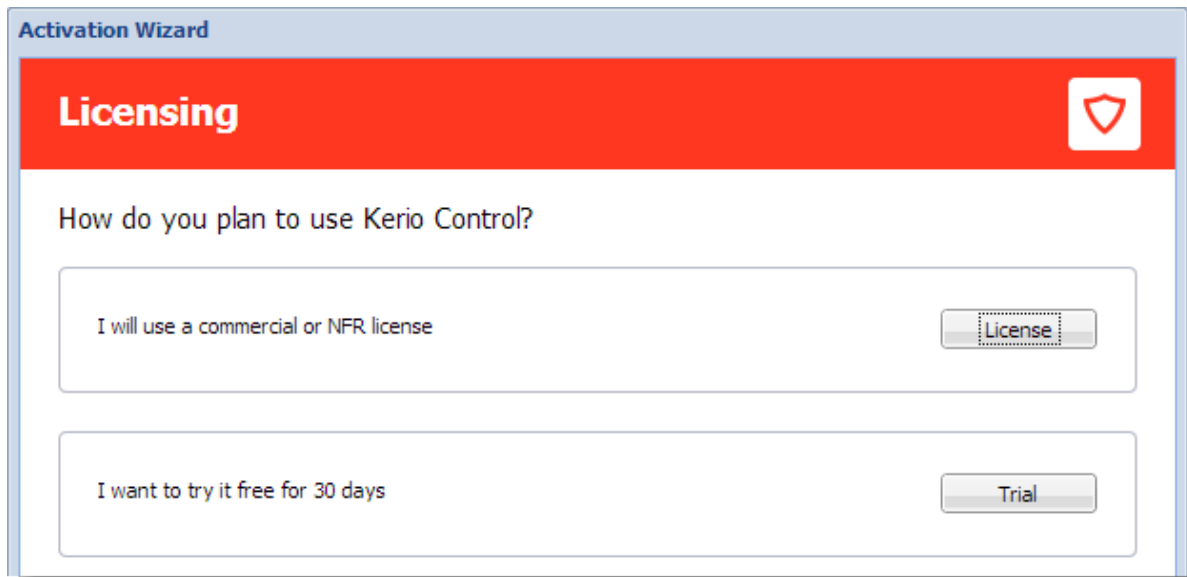 Activation Wizard
Licensing
How do you plan to use Kerio Control?
I will use a commercial or NFR license
License
I want to try it free for 30 days
Trial